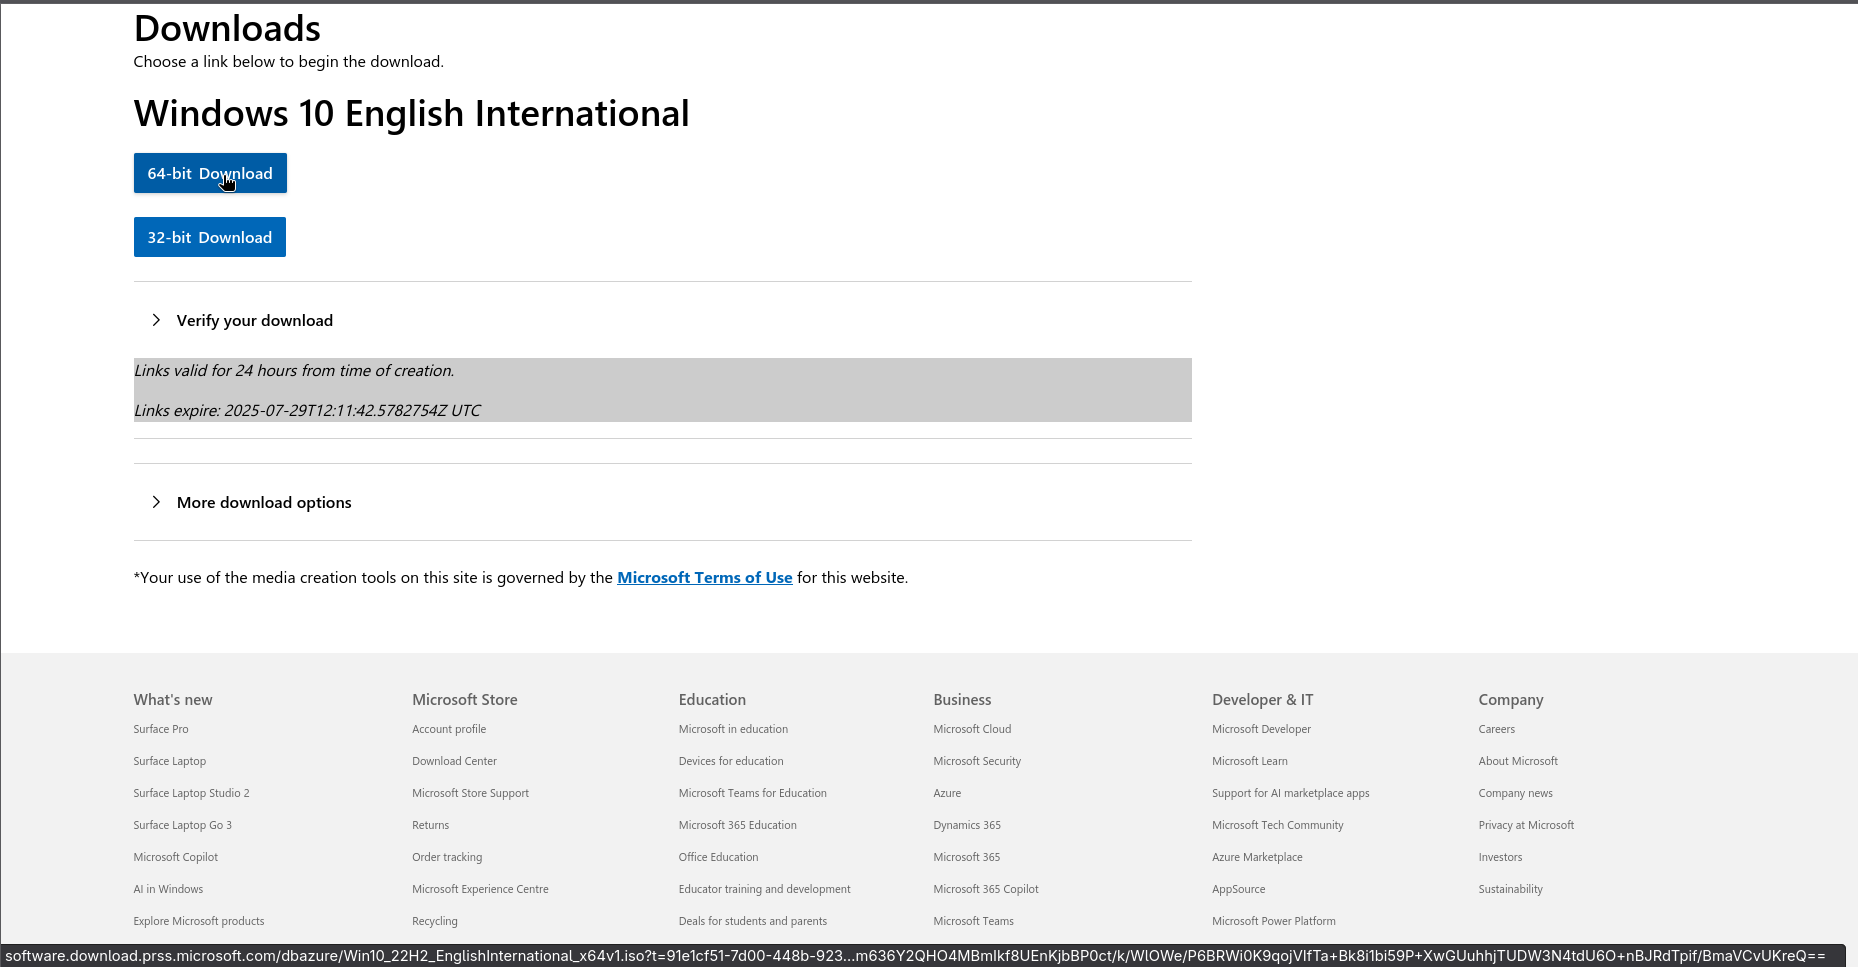 Downloads
Choose a link below to begin the download.
Windows 10 English International
64-bit Download
32-bit Download
Verify your download
Links valid for 24 hours from time of creation.
Links expire: 2025-07-29T12:11:42.5782754Z UTC
More download options
*Your use of the media creation tools on this site is governed by the Microsoft Terms of Use for this website.
What's new
Surface Pro
Surface Laptop
Surface Laptop Studio 2
Surface Laptop Go 3
Microsoft Copilot
AI in Windows
Explore Microsoft products
Microsoft Store
Account profile
Download Center
Microsoft Store Support
Returns
Order tracking
Microsoft Experience Centre
Recycling
Education
Microsoft in education
Devices for education
Microsoft Teams for Education
Microsoft 365 Education
Office Education
Educator training and development
Deals for students and parents
Business
Microsoft Cloud
Microsoft Security
Azure
Dynamics 365
Microsoft 365
Microsoft 365 Copilot
Microsoft Teams
Developer & IT
Microsoft Developer
Microsoft Learn
Support for AI marketplace apps
Microsoft Tech Community
Azure Marketplace
AppSource
Microsoft Power Platform
Company
Careers
About Microsoft
Company news
Privacy at Microsoft
Investors
Sustainability
software.download.prss.microsoft.com/dbazure/Win10_22H2_EnglishInternational_x64v1.iso?t=91e1cf51-7d00-448b-923...m636Y2QHO4MBmIkf8UEnKjbBP0ct/k/WlOWe/P6BRWi0K9qojVIfTa+Bk8i1bi59P+XwGUuhhjTUDW3N4tdU6O+nBJRdTpif/BmaVCvUKreQ==